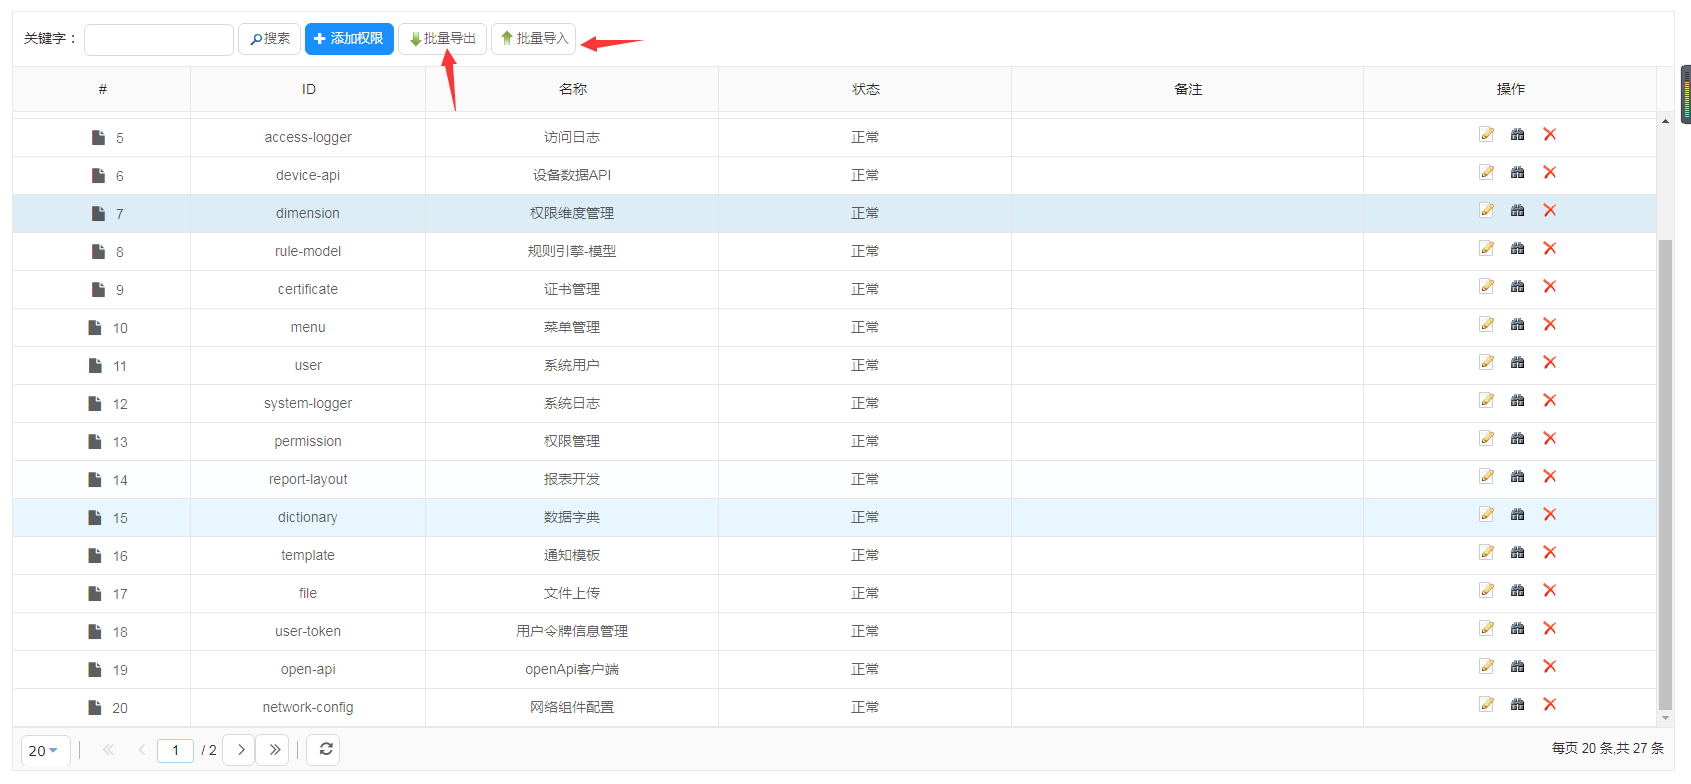 关键字： 搜索 添加权限 批量导出 批量导入
# ID 名称 状态 备注 操作
5 access-logger 访问日志 正常
6 device-api 设备数据API 正常
7 dimension 权限维度管理 正常
8 rule-model 规则引擎-模型 正常
9 certificate 证书管理 正常
10 menu 菜单管理 正常
11 user 系统用户 正常
12 system-logger 系统日志 正常
13 permission 权限管理 正常
14 report-layout 报表开发 正常
15 dictionary 数据字典 正常
16 template 通知模板 正常
17 file 文件上传 正常
18 user-token 用户令牌信息管理 正常
19 open-api openApi客户端 正常
20 network-config 网络组件配置 正常
20 1 / 2 每页 20 条,共 27 条